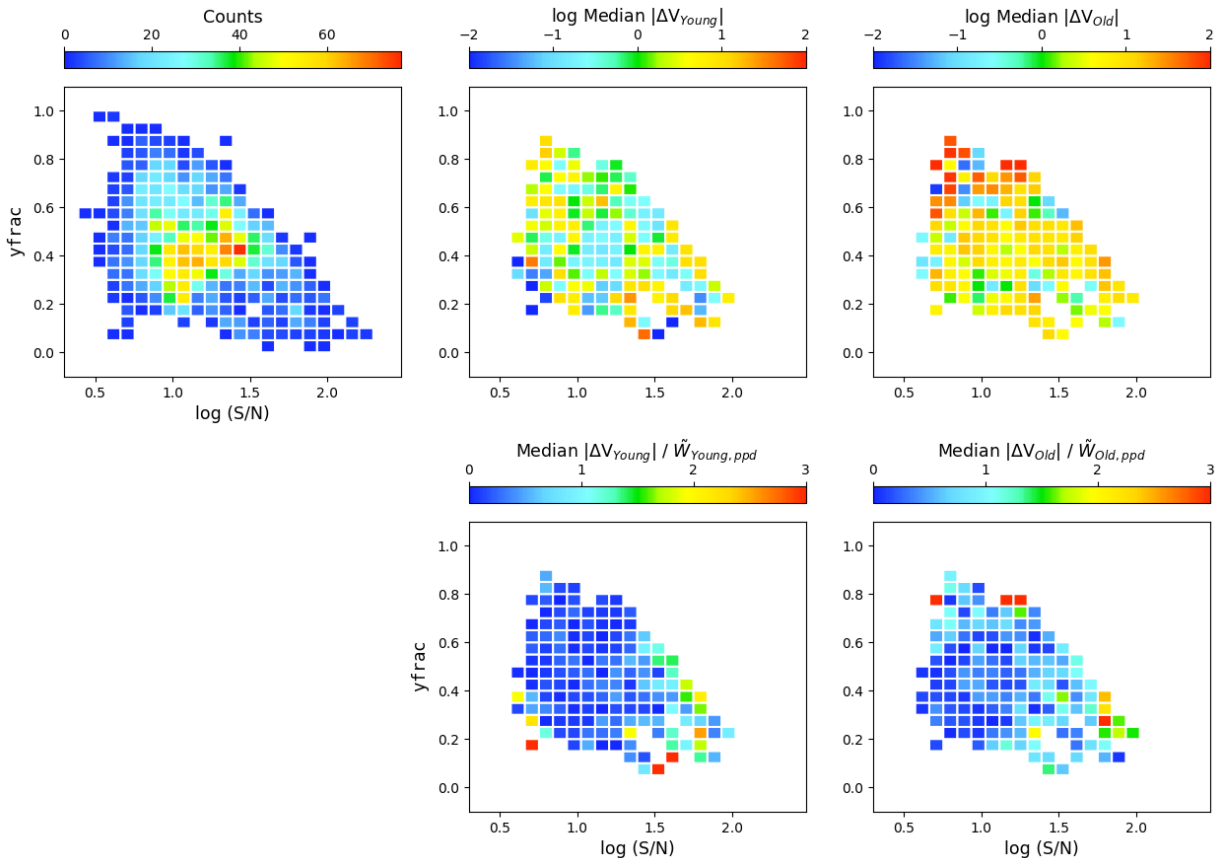 Counts
0 20 40 60
log Median |ΔV_Young|
−2 −1 0 1 2
log Median |ΔV_Old|
−2 −1 0 1 2
yfrac
1.0
0.8
0.6
0.4
0.2
0.0
0.5 1.0 1.5 2.0
log (S/N)
1.0
0.8
0.6
0.4
0.2
0.0
0.5 1.0 1.5 2.0
1.0
0.8
0.6
0.4
0.2
0.0
0.5 1.0 1.5 2.0
Median |ΔV_Young| / W̃_Young,ppd
0 1 2 3
Median |ΔV_Old| / W̃_Old,ppd
0 1 2 3
yfrac
1.0
0.8
0.6
0.4
0.2
0.0
0.5 1.0 1.5 2.0
log (S/N)
1.0
0.8
0.6
0.4
0.2
0.0
0.5 1.0 1.5 2.0
log (S/N)